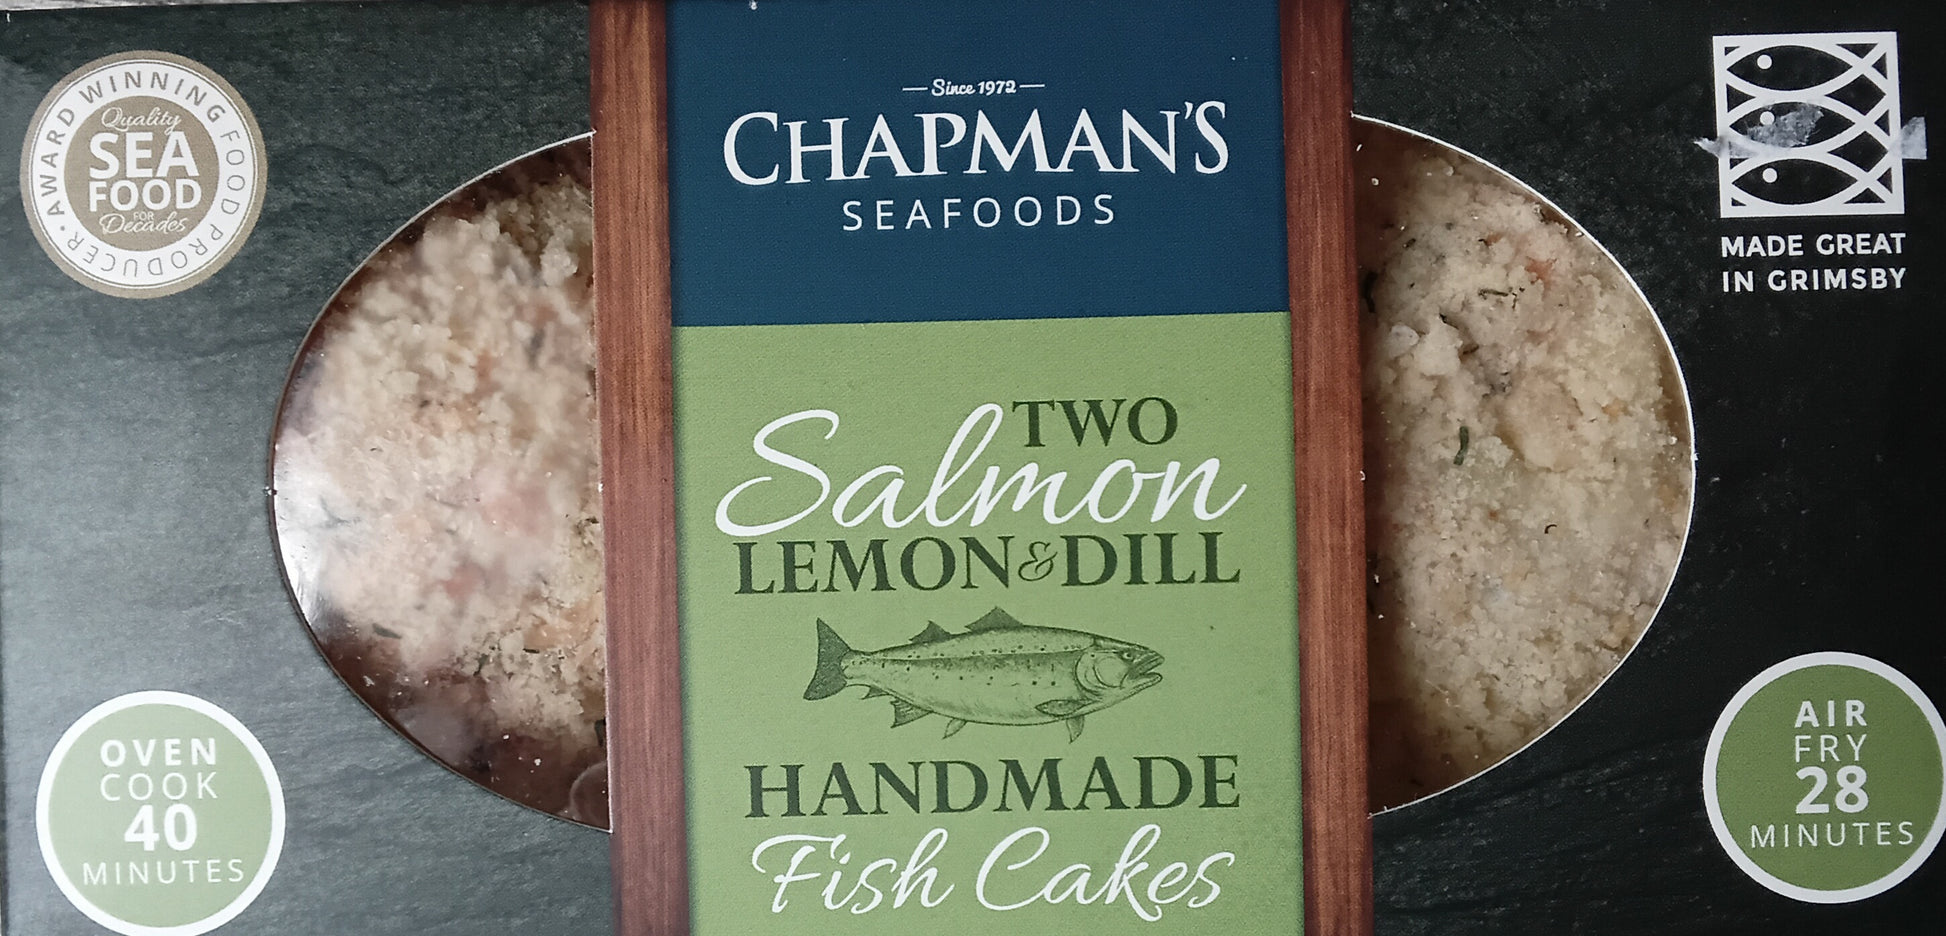 AWARD WINNING FOOD PRODUCER
Quality
SEA
FOOD
FOR
Decades
Since 1972
CHAPMAN'S
SEAFOODS
MADE GREAT
IN GRIMSBY
TWO
Salmon
LEMON & DILL
HANDMADE
Fish Cakes
OVEN
COOK
40
MINUTES
AIR
FRY
28
MINUTES